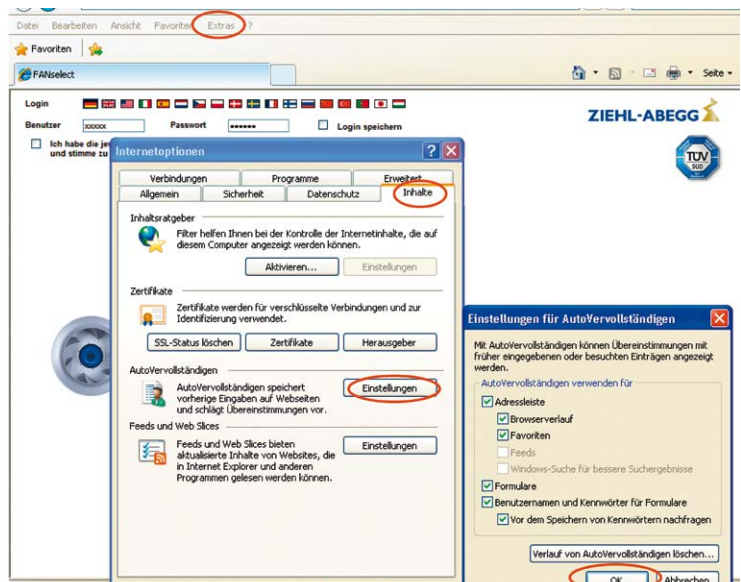 Datei Bearbeiten Ansicht Favoriten Extras ?
Favoriten
FANselect
Seite
Login
ZIEHL-ABEGG
Benutzer xxxxx Passwort •••••• Login speichern
Ich habe die
und stimme zu
TÜV
SÜD
Internetoptionen
Verbindungen Programme Erweitert
Allgemein Sicherheit Datenschutz Inhalte
Inhaltsratgeber
Filter helfen Ihnen bei der Kontrolle der Internetinhalte, die auf
diesem Computer angezeigt werden können.
Aktivieren... Einstellungen
Zertifikate
Zertifikate werden für verschlüsselte Verbindungen und zur
Identifizierung verwendet.
SSL-Status löschen Zertifikate Herausgeber
AutoVervollständigen
AutoVervollständigen speichert
vorherige Eingaben auf Webseiten
und schlägt Übereinstimmungen vor.
Einstellungen
Feeds und Web Slices
Feeds und Web Slices bieten
aktualisierte Inhalte von Websites, die
in Internet Explorer und anderen
Programmen gelesen werden können.
Einstellungen
Einstellungen für AutoVervollständigen
Mit AutoVervollständigen können Übereinstimmungen mit
früher eingegebenen oder besuchten Einträgen angezeigt
werden.
AutoVervollständigen verwenden für
Adressleiste
Browserverlauf
Favoriten
Feeds
Windows-Suche für bessere Suchergebnisse
Formulare
Benutzernamen und Kennwörter für Formulare
Vor dem Speichern von Kennwörtern nachfragen
Verlauf von AutoVervollständigen löschen...
OK Abbrechen